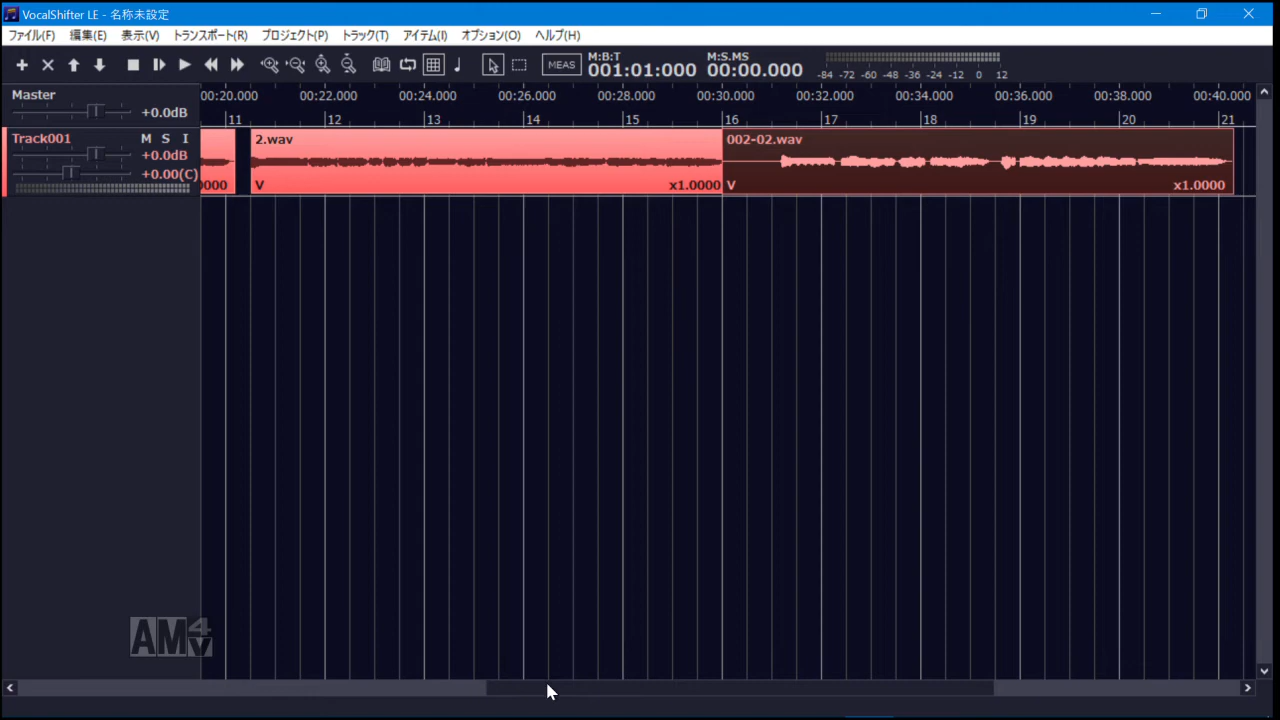 VocalShifter LE - 名称未設定
ファイル(F) 編集(E) 表示(V) トランスポート(R) プロジェクト(P) トラック(T) アイテム(I) オプション(O) ヘルプ(H)
MEAS M:B:T 001:01:000 M:S.MS 00:00.000
-84 -72 -60 -48 -36 -24 -12 0 12
Master
+0.0dB
00:20.000 00:22.000 00:24.000 00:26.000 00:28.000 00:30.000 00:32.000 00:34.000 00:36.000 00:38.000 00:40.000
11 12 13 14 15 16 17 18 19 20 21
Track001 M S I
+0.0dB
+0.00(C)
0000
2.wav
V x1.0000
002-02.wav
V x1.0000
AM4V